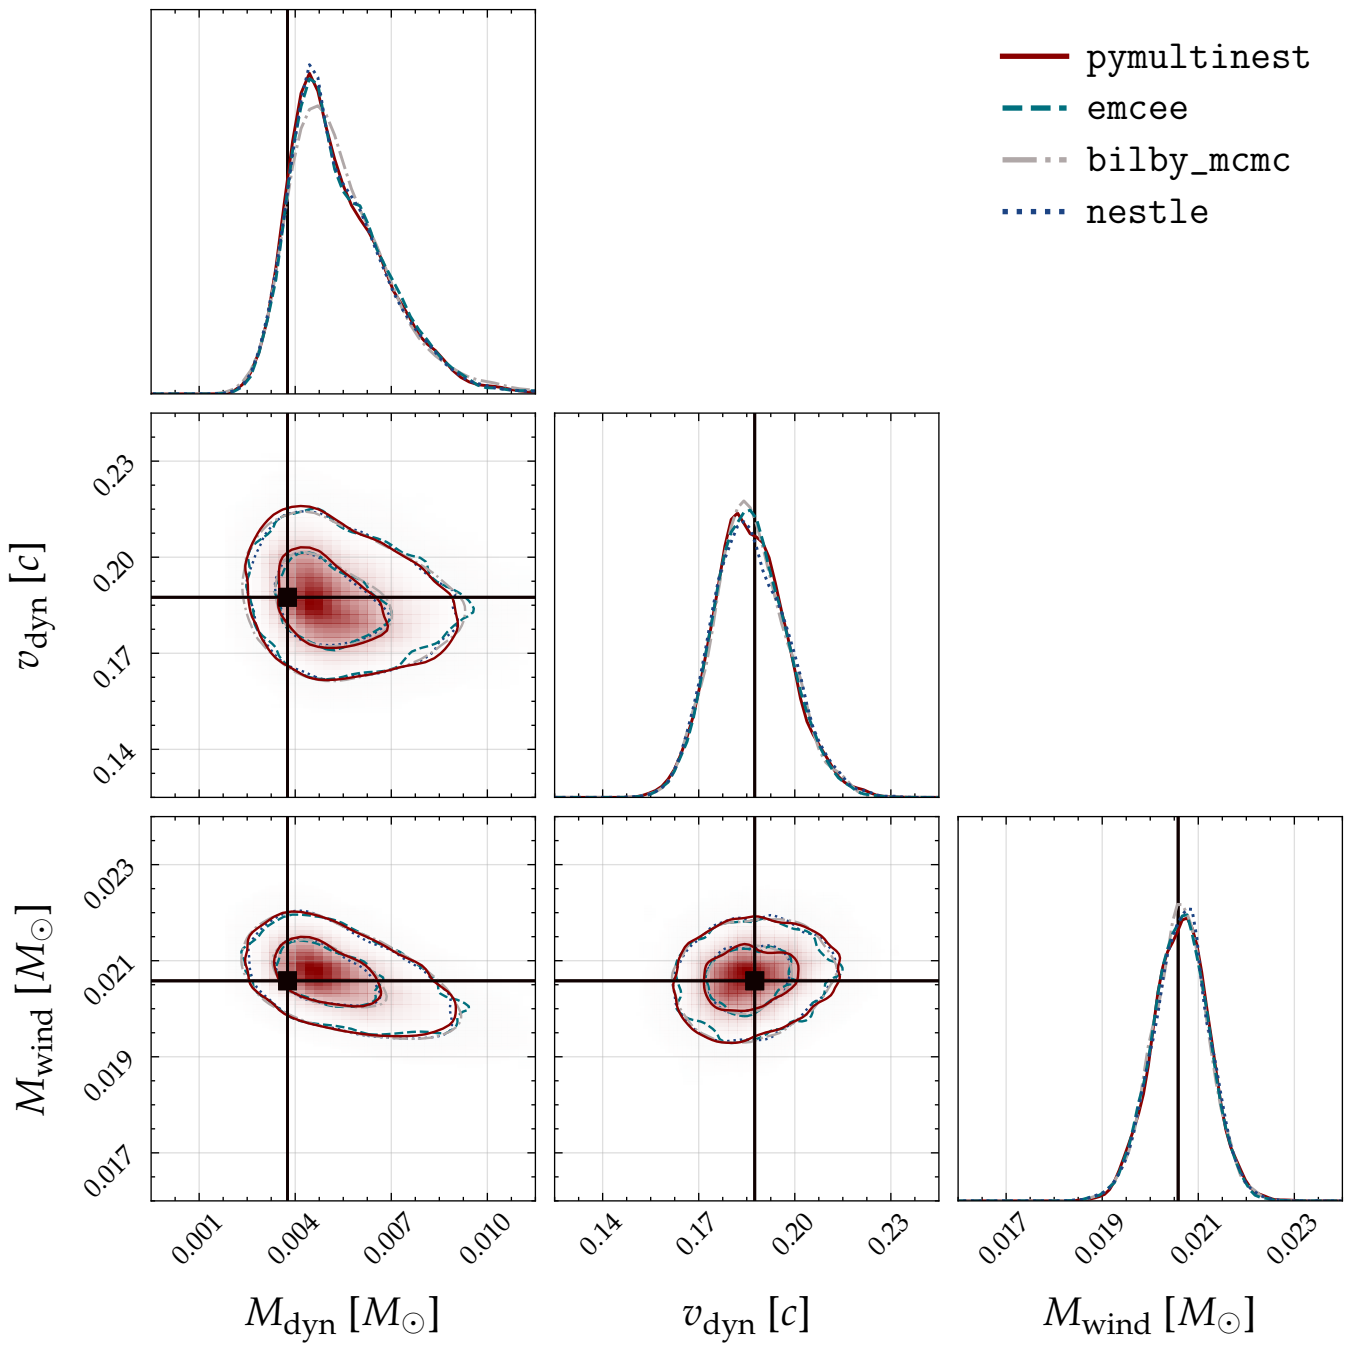 pymultinest
emcee
bilby_mcmc
nestle
v_dyn [c]
0.23
0.20
0.17
0.14
M_wind [M_⊙]
0.023
0.021
0.019
0.017
0.001 0.004 0.007 0.010 0.14 0.17 0.20 0.23 0.017 0.019 0.021 0.023
M_dyn [M_⊙] v_dyn [c] M_wind [M_⊙]